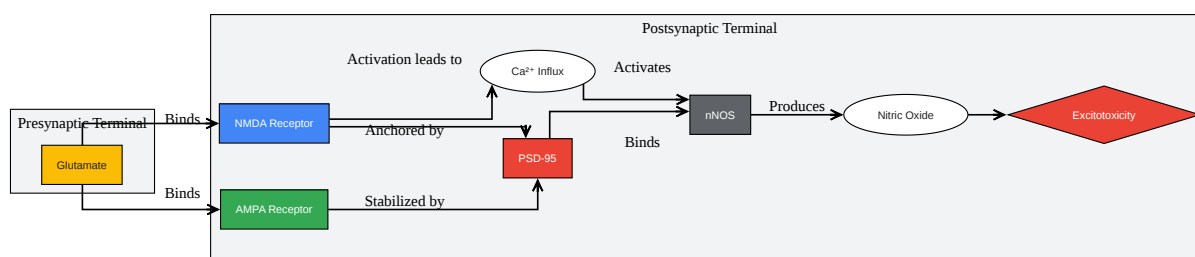 Postsynaptic Terminal
Activation leads to
Ca²⁺ Influx
Activates
Presynaptic Terminal
Binds
NMDA Receptor
Anchored by
nNOS
Produces
Nitric Oxide
Excitotoxicity
Binds
Glutamate
PSD-95
Binds
AMPA Receptor
Stabilized by